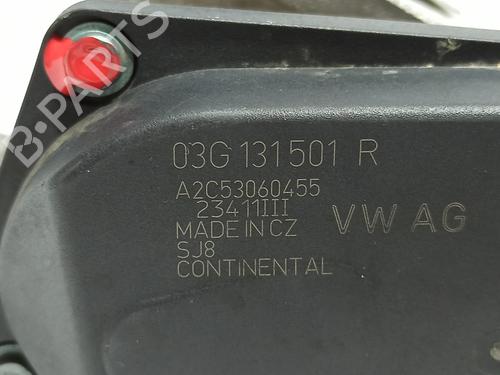 B-PARTS
03G 131501 R
A2C53060455
23411III
MADE IN CZ
VW AG
SJ8
CONTINENTAL